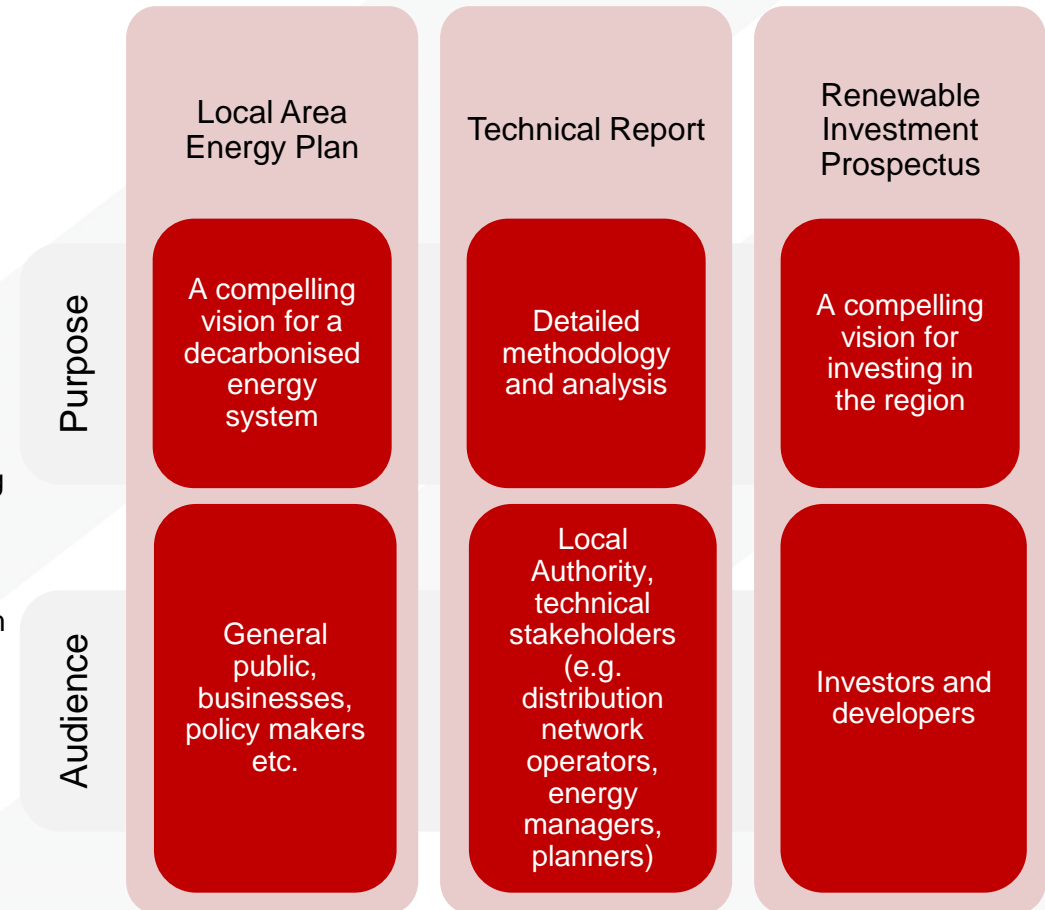 Local Area
Energy Plan
Technical Report
Renewable
Investment
Prospectus
Purpose
A compelling
vision for a
decarbonised
energy
system
Detailed
methodology
and analysis
A compelling
vision for
investing in
the region
Audience
General
public,
businesses,
policy makers
etc.
Local
Authority,
technical
stakeholders
(e.g.
distribution
network
operators,
energy
managers,
planners)
Investors and
developers